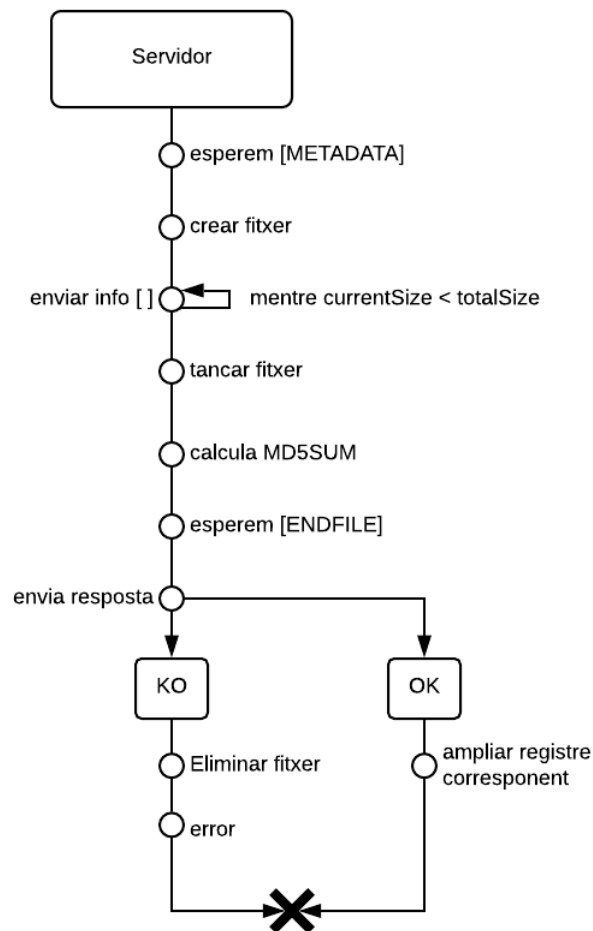 Servidor
esperem [METADATA]
crear fitxer
enviar info [ ]
mentre currentSize < totalSize
tancar fitxer
calcula MD5SUM
esperem [ENDFILE]
envia resposta
KO
OK
Eliminar fitxer
ampliar registre
corresponent
error